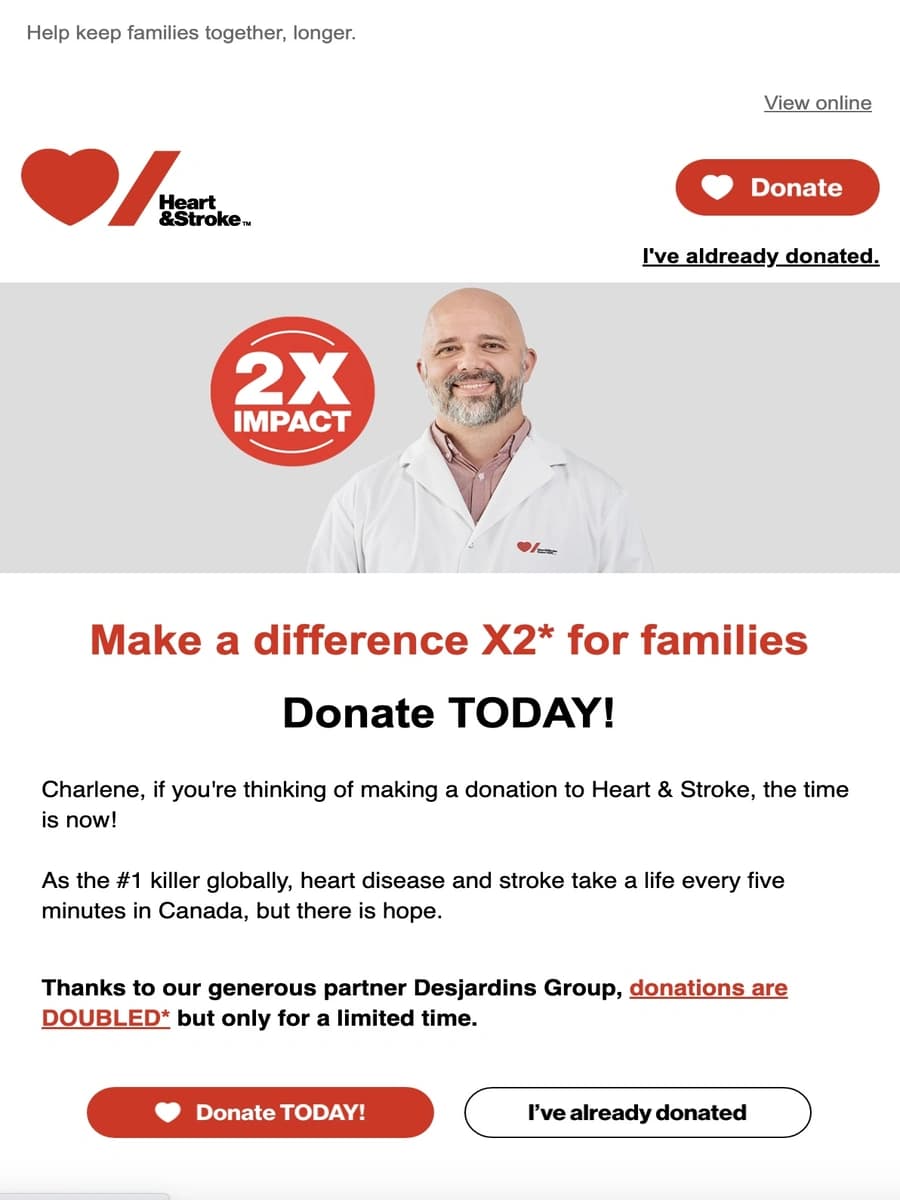 Help keep families together, longer.
View online
Heart
&Stroke™
Donate
I've aldready donated.
2X
IMPACT
Make a difference X2* for families
Donate TODAY!
Charlene, if you're thinking of making a donation to Heart & Stroke, the time
is now!
As the #1 killer globally, heart disease and stroke take a life every five
minutes in Canada, but there is hope.
Thanks to our generous partner Desjardins Group, donations are
DOUBLED* but only for a limited time.
Donate TODAY!
I’ve already donated